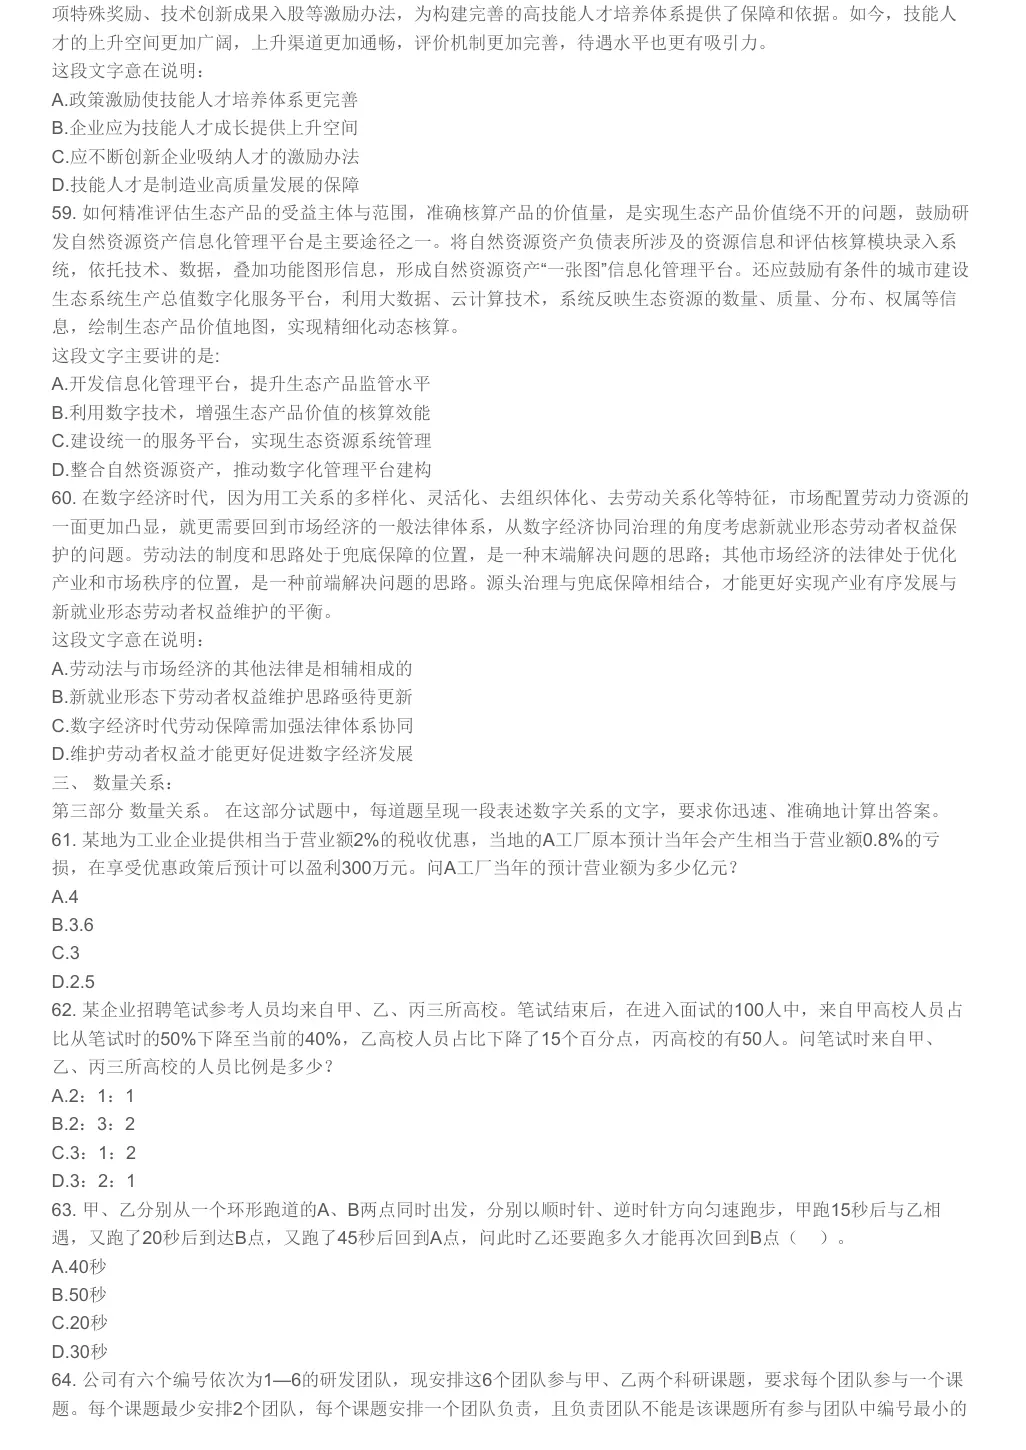 项特殊奖励、技术创新成果入股等激励办法，为构建完善的高技能人才培养体系提供了保障和依据。如今，技能人
才的上升空间更加广阔，上升渠道更加通畅，评价机制更加完善，待遇水平也更有吸引力。
这段文字意在说明：
A.政策激励使技能人才培养体系更完善
B.企业应为技能人才成长提供上升空间
C.应不断创新企业吸纳人才的激励办法
D.技能人才是制造业高质量发展的保障
59. 如何精准评估生态产品的受益主体与范围，准确核算产品的价值量，是实现生态产品价值绕不开的问题，鼓励研
发自然资源资产信息化管理平台是主要途径之一。将自然资源资产负债表所涉及的资源信息和评估核算模块录入系
统，依托技术、数据，叠加功能图形信息，形成自然资源资产“一张图”信息化管理平台。还应鼓励有条件的城市建设
生态系统生产总值数字化服务平台，利用大数据、云计算技术，系统反映生态资源的数量、质量、分布、权属等信
息，绘制生态产品价值地图，实现精细化动态核算。
这段文字主要讲的是:
A.开发信息化管理平台，提升生态产品监管水平
B.利用数字技术，增强生态产品价值的核算效能
C.建设统一的服务平台，实现生态资源系统管理
D.整合自然资源资产，推动数字化管理平台建构
60. 在数字经济时代，因为用工关系的多样化、灵活化、去组织体化、去劳动关系化等特征，市场配置劳动力资源的
一面更加凸显，就更需要回到市场经济的一般法律体系，从数字经济协同治理的角度考虑新就业形态劳动者权益保
护的问题。劳动法的制度和思路处于兜底保障的位置，是一种末端解决问题的思路；其他市场经济的法律处于优化
产业和市场秩序的位置，是一种前端解决问题的思路。源头治理与兜底保障相结合，才能更好实现产业有序发展与
新就业形态劳动者权益维护的平衡。
这段文字意在说明：
A.劳动法与市场经济的其他法律是相辅相成的
B.新就业形态下劳动者权益维护思路亟待更新
C.数字经济时代劳动保障需加强法律体系协同
D.维护劳动者权益才能更好促进数字经济发展
三、 数量关系：
第三部分 数量关系。 在这部分试题中，每道题呈现一段表述数字关系的文字，要求你迅速、准确地计算出答案。
61. 某地为工业企业提供相当于营业额2%的税收优惠，当地的A工厂原本预计当年会产生相当于营业额0.8%的亏
损，在享受优惠政策后预计可以盈利300万元。问A工厂当年的预计营业额为多少亿元？
A.4
B.3.6
C.3
D.2.5
62. 某企业招聘笔试参考人员均来自甲、乙、丙三所高校。笔试结束后，在进入面试的100人中，来自甲高校人员占
比从笔试时的50%下降至当前的40%，乙高校人员占比下降了15个百分点，丙高校的有50人。问笔试时来自甲、
乙、丙三所高校的人员比例是多少？
A.2：1：1
B.2：3：2
C.3：1：2
D.3：2：1
63. 甲、乙分别从一个环形跑道的A、B两点同时出发，分别以顺时针、逆时针方向匀速跑步，甲跑15秒后与乙相
遇，又跑了20秒后到达B点，又跑了45秒后回到A点，问此时乙还要跑多久才能再次回到B点（ ）。
A.40秒
B.50秒
C.20秒
D.30秒
64. 公司有六个编号依次为1—6的研发团队，现安排这6个团队参与甲、乙两个科研课题，要求每个团队参与一个课
题。每个课题最少安排2个团队，每个课题安排一个团队负责，且负责团队不能是该课题所有参与团队中编号最小的